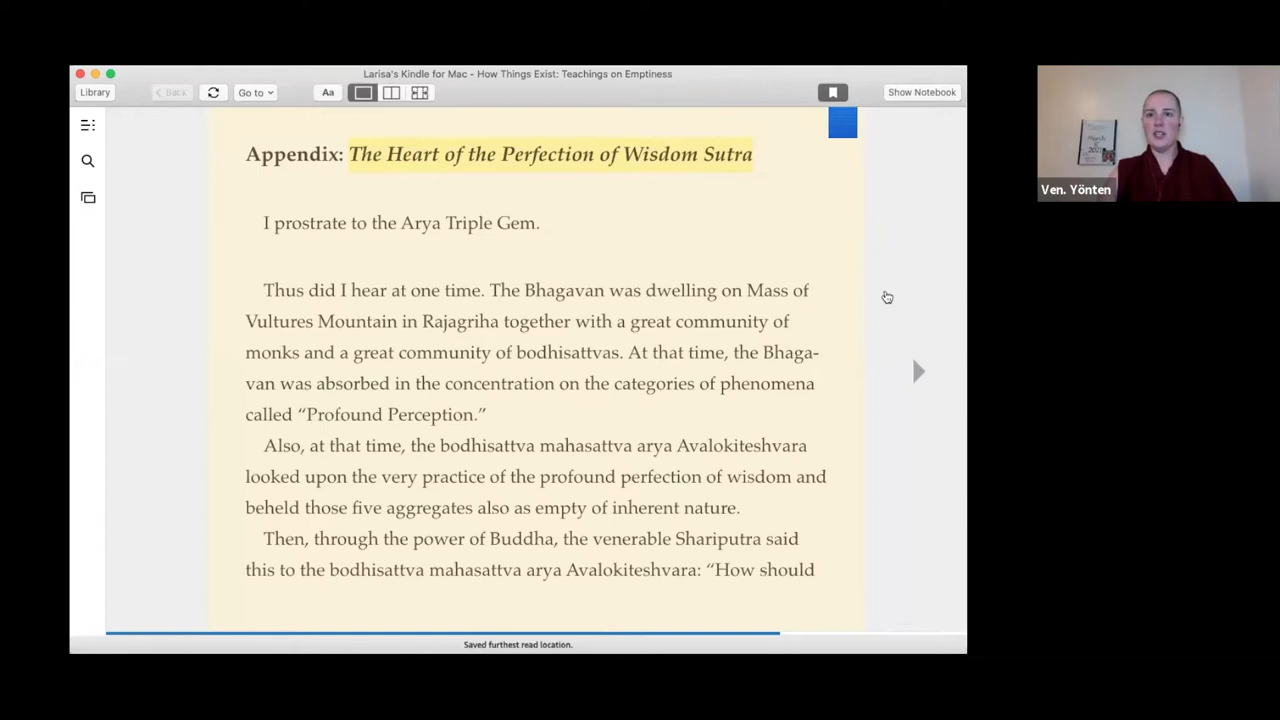 Larisa's Kindle for Mac - How Things Exist: Teachings on Emptiness
Library
Back
Go to
Aa
Show Notebook
Appendix: The Heart of the Perfection of Wisdom Sutra
I prostrate to the Arya Triple Gem.
Thus did I hear at one time. The Bhagavan was dwelling on Mass of
Vultures Mountain in Rajagriha together with a great community of
monks and a great community of bodhisattvas. At that time, the Bhaga-
van was absorbed in the concentration on the categories of phenomena
called “Profound Perception.”
Also, at that time, the bodhisattva mahasattva arya Avalokiteshvara
looked upon the very practice of the profound perfection of wisdom and
beheld those five aggregates also as empty of inherent nature.
Then, through the power of Buddha, the venerable Shariputra said
this to the bodhisattva mahasattva arya Avalokiteshvara: “How should
Saved furthest read location.
March
2021
Ven. Yönten